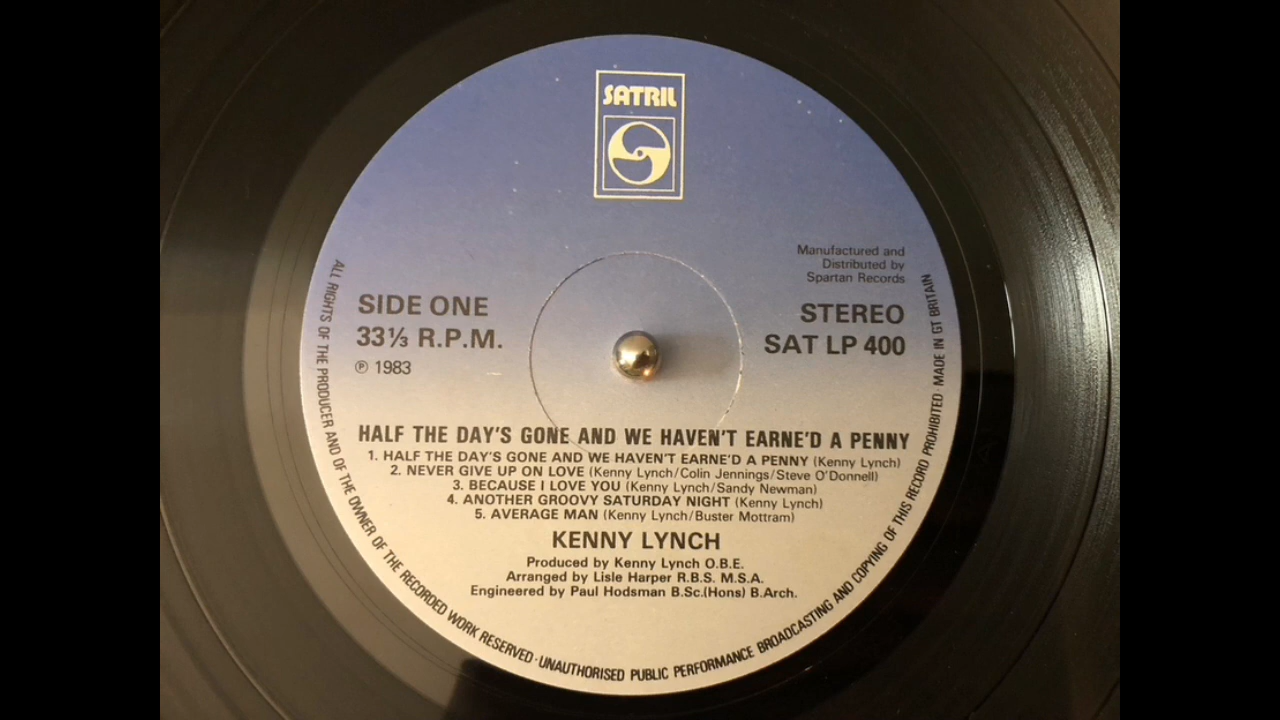 SATRIL
Manufactured and
Distributed by
Spartan Records
SIDE ONE
33⅓ R.P.M.
℗ 1983
STEREO
SAT LP 400
HALF THE DAY'S GONE AND WE HAVEN'T EARNE'D A PENNY
1. HALF THE DAY'S GONE AND WE HAVEN'T EARNE'D A PENNY (Kenny Lynch)
2. NEVER GIVE UP ON LOVE (Kenny Lynch/Colin Jennings/Steve O'Donnell)
3. BECAUSE I LOVE YOU (Kenny Lynch/Sandy Newman)
4. ANOTHER GROOVY SATURDAY NIGHT (Kenny Lynch)
5. AVERAGE MAN (Kenny Lynch/Buster Mottram)
KENNY LYNCH
Produced by Kenny Lynch O.B.E.
Arranged by Lisle Harper R.B.S. M.S.A.
Engineered by Paul Hodsman B.Sc.(Hons) B.Arch.
ALL RIGHTS OF THE PRODUCER AND OF THE OWNER OF THE RECORDED WORK RESERVED · UNAUTHORISED PUBLIC PERFORMANCE BROADCASTING AND COPYING OF THIS RECORD PROHIBITED · MADE IN GT BRITAIN